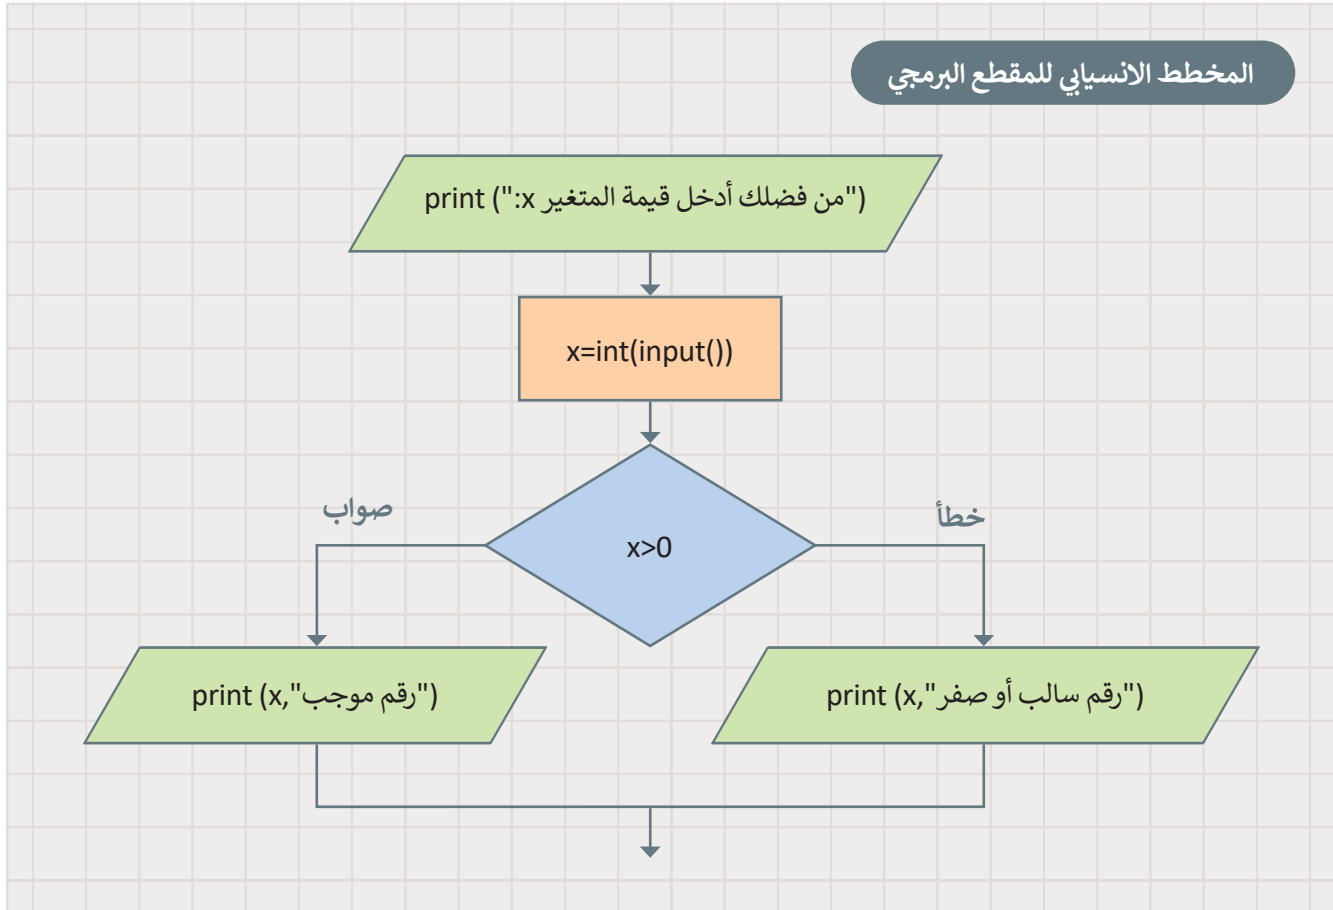 المخطط الانسيابي للمقطع البرمجي
print ("من فضلك أدخل قيمة المتغير x:")
x=int(input())
x>0
صواب
خطأ
print (x,"رقم موجب")
print (x,"رقم سالب أو صفر")